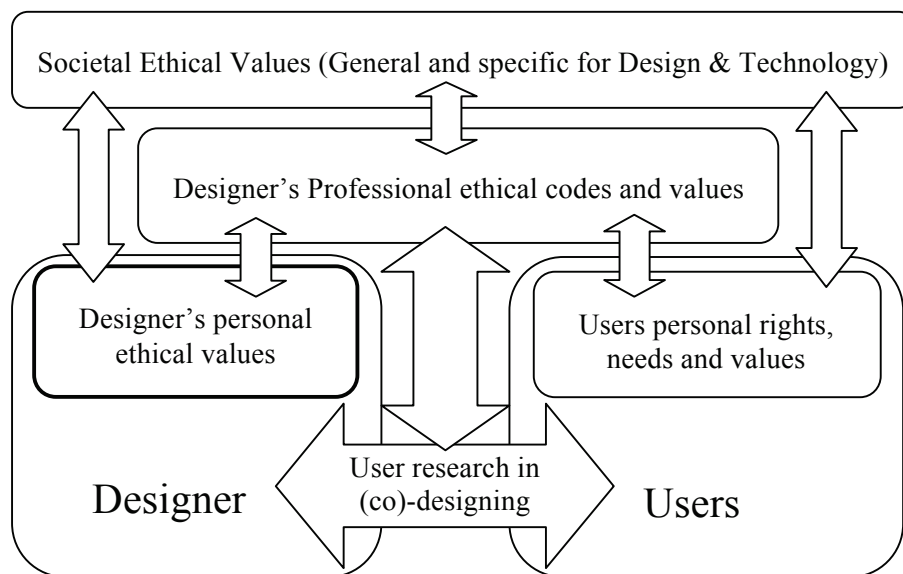 Societal Ethical Values (General and specific for Design & Technology)
Designer's Professional ethical codes and values
Designer's personal
ethical values
Users personal rights,
needs and values
User research in
(co)-designing
Designer
Users